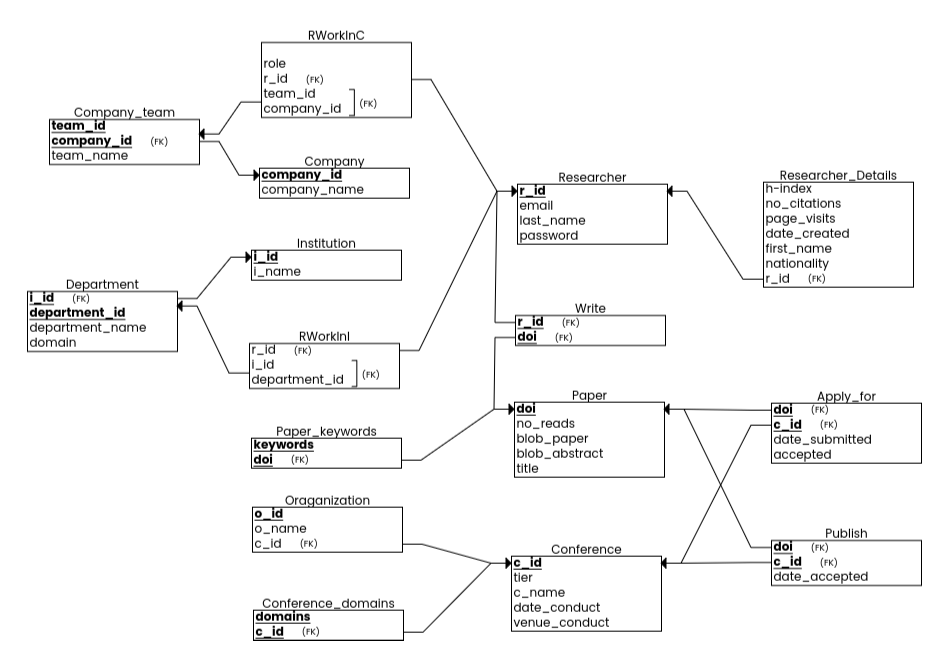 RWorkInC
role
r_id (FK)
team_id
company_id (FK)
Company_team
team_id
company_id (FK)
team_name
Company
company_id
company_name
Researcher
r_id
email
last_name
password
Researcher_Details
h-index
no_citations
page_visits
date_created
first_name
nationality
r_id (FK)
Institution
i_id
i_name
Department
i_id (FK)
department_id
department_name
domain
RWorkInI
r_id (FK)
i_id
department_id (FK)
Write
r_id (FK)
doi (FK)
Paper
doi
no_reads
blob_paper
blob_abstract
title
Apply_for
doi (FK)
c_id (FK)
date_submitted
accepted
Paper_keywords
keywords
doi (FK)
Oraganization
o_id
o_name
c_id (FK)
Conference
c_id
tier
c_name
date_conduct
venue_conduct
Publish
doi (FK)
c_id (FK)
date_accepted
Conference_domains
domains
c_id (FK)